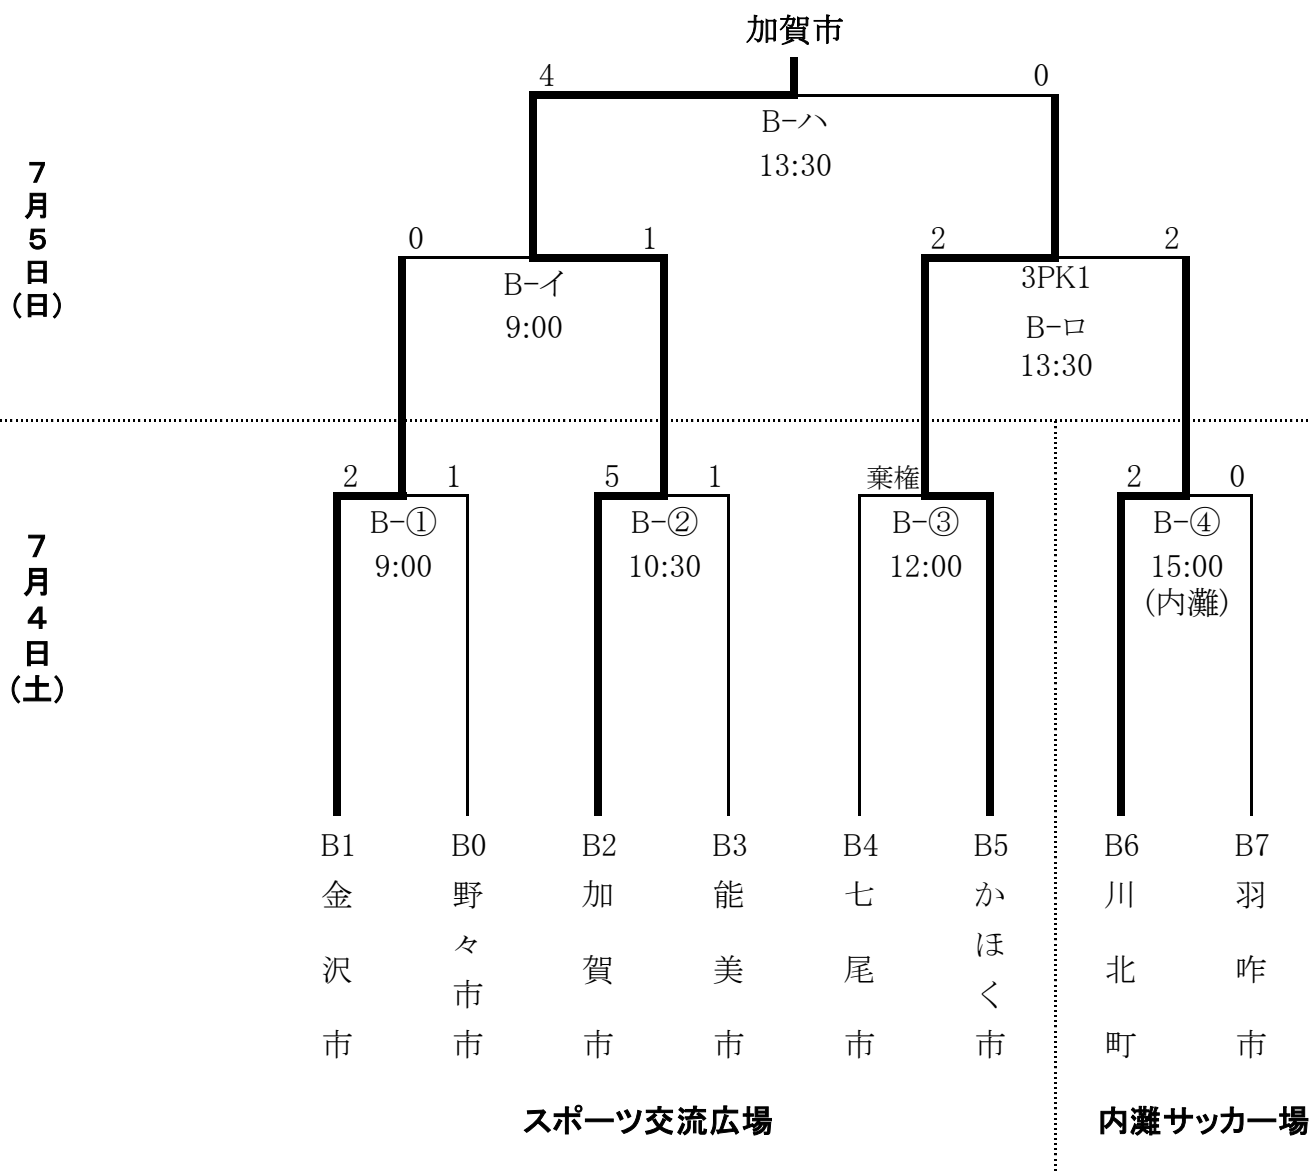 加賀市
4 0
B-ハ
13:30
7月5日(日)
0 1 2 2
B-イ
9:00
3PK1
B-ロ
13:30
2 1 5 1 棄権 2 0
B-① B-② B-③ B-④
9:00 10:30 12:00 15:00
(内灘)
7月4日(土)
B1 B0 B2 B3 B4 B5 B6 B7
金沢市
野々市市
加賀市
能美市
七尾市
かほく市
川北町
羽咋市
スポーツ交流広場
内灘サッカー場